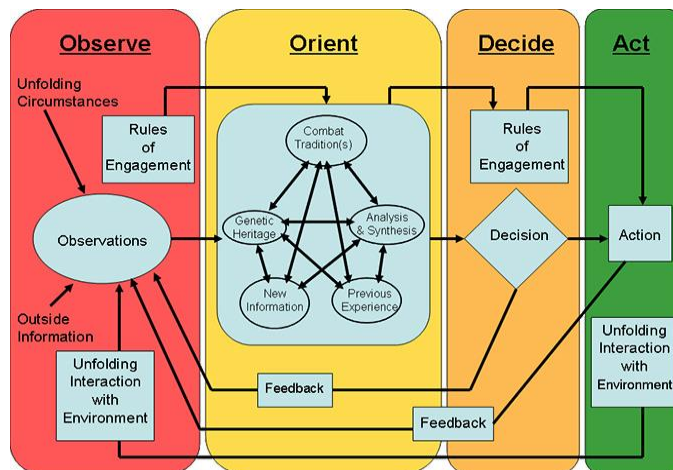 Observe
Orient
Decide
Act
Unfolding
Circumstances
Rules
of
Engagement
Observations
Outside
Information
Unfolding
Interaction
with
Environment
Combat
Tradition(s)
Genetic
Heritage
Analysis
& Synthesis
New
Information
Previous
Experience
Feedback
Rules
of
Engagement
Decision
Feedback
Action
Unfolding
Interaction
with
Environment